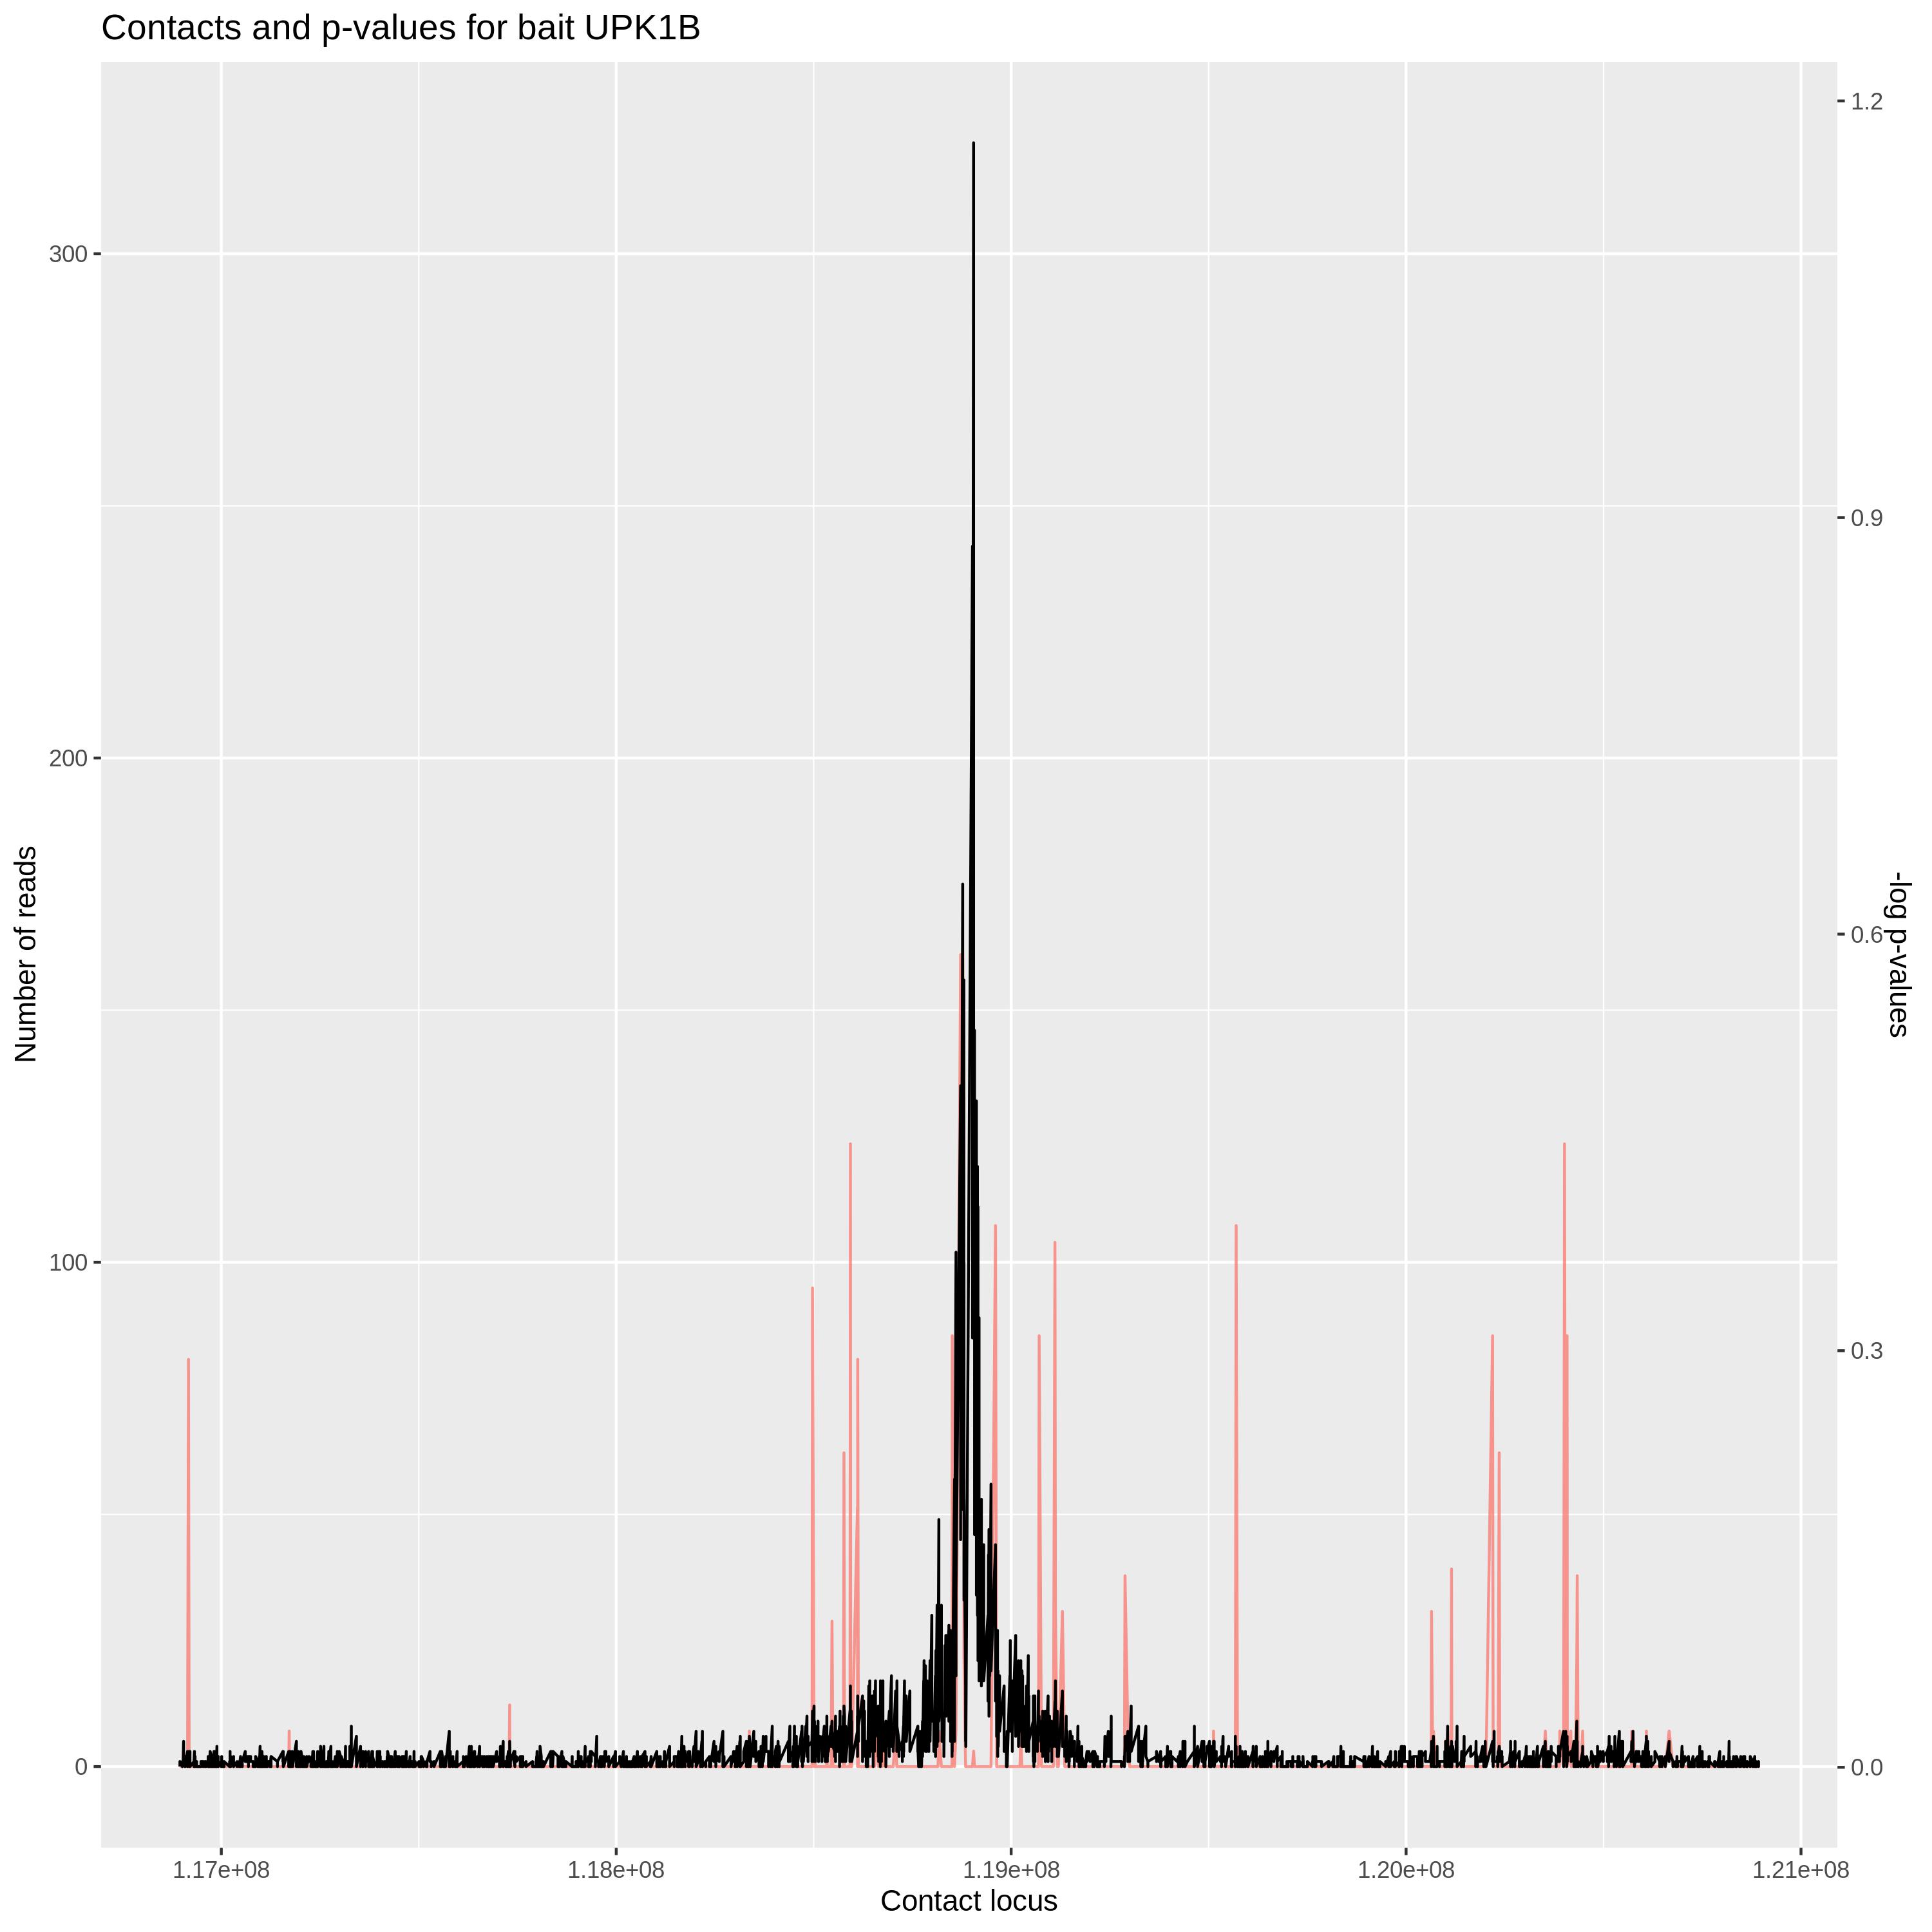 Contacts and p-values for bait UPK1B
300
200
100
0
Number of reads
1.2
0.9
0.6
0.3
0.0
-log p-values
1.17e+08 1.18e+08 1.19e+08 1.20e+08 1.21e+08
Contact locus